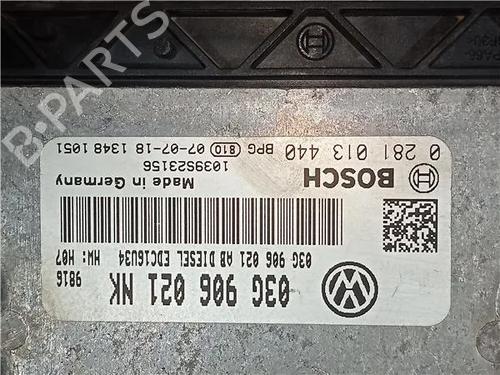 03G 906 021 NK
9816
03G 906 021 AB DIESEL EDC16U34 HW: H07
BOSCH
Made in Germany
1039S23156
0 281 013 440 BPG 810 07-07-18 1348 1051
B-PARTS